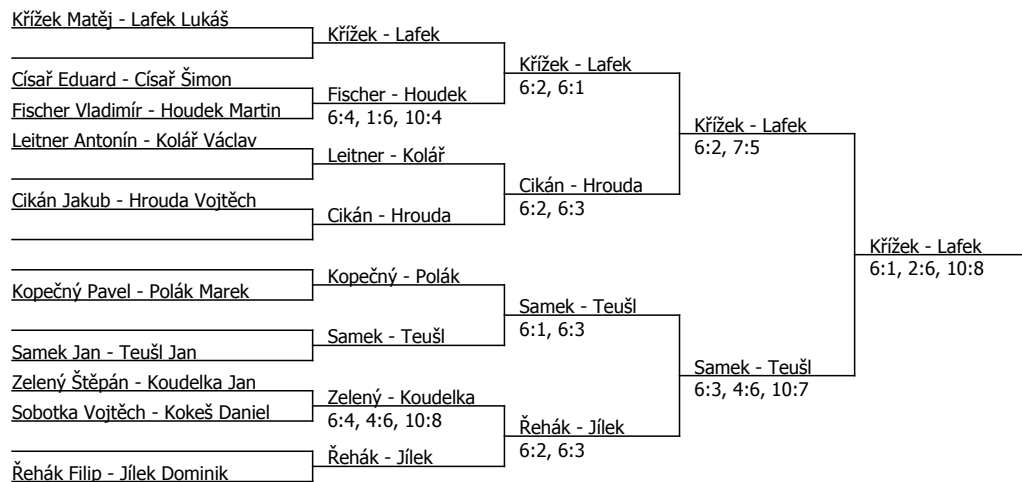 Křížek Matěj - Lafek Lukáš
Císař Eduard - Císař Šimon
Fischer Vladimír - Houdek Martin
Leitner Antonín - Kolář Václav
Cikán Jakub - Hrouda Vojtěch
Kopečný Pavel - Polák Marek
Samek Jan - Teušl Jan
Zelený Štěpán - Koudelka Jan
Sobotka Vojtěch - Kokeš Daniel
Řehák Filip - Jílek Dominik
Křížek - Lafek
Fischer - Houdek
6:4, 1:6, 10:4
Leitner - Kolář
Cikán - Hrouda
Kopečný - Polák
Samek - Teušl
Zelený - Koudelka
6:4, 4:6, 10:8
Řehák - Jílek
Křížek - Lafek
6:2, 6:1
Cikán - Hrouda
6:2, 6:3
Samek - Teušl
6:1, 6:3
Řehák - Jílek
6:2, 6:3
Křížek - Lafek
6:2, 7:5
Samek - Teušl
6:3, 4:6, 10:7
Křížek - Lafek
6:1, 2:6, 10:8